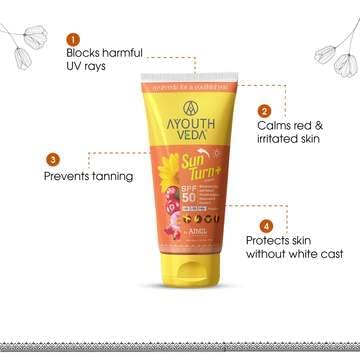 1
Blocks harmful
UV rays
2
Calms red &
irritated skin
3
Prevents tanning
4
Protects skin
without white cast
AYOUTH
VEDA
Sun
Turn+
SPF
50
AIMIL